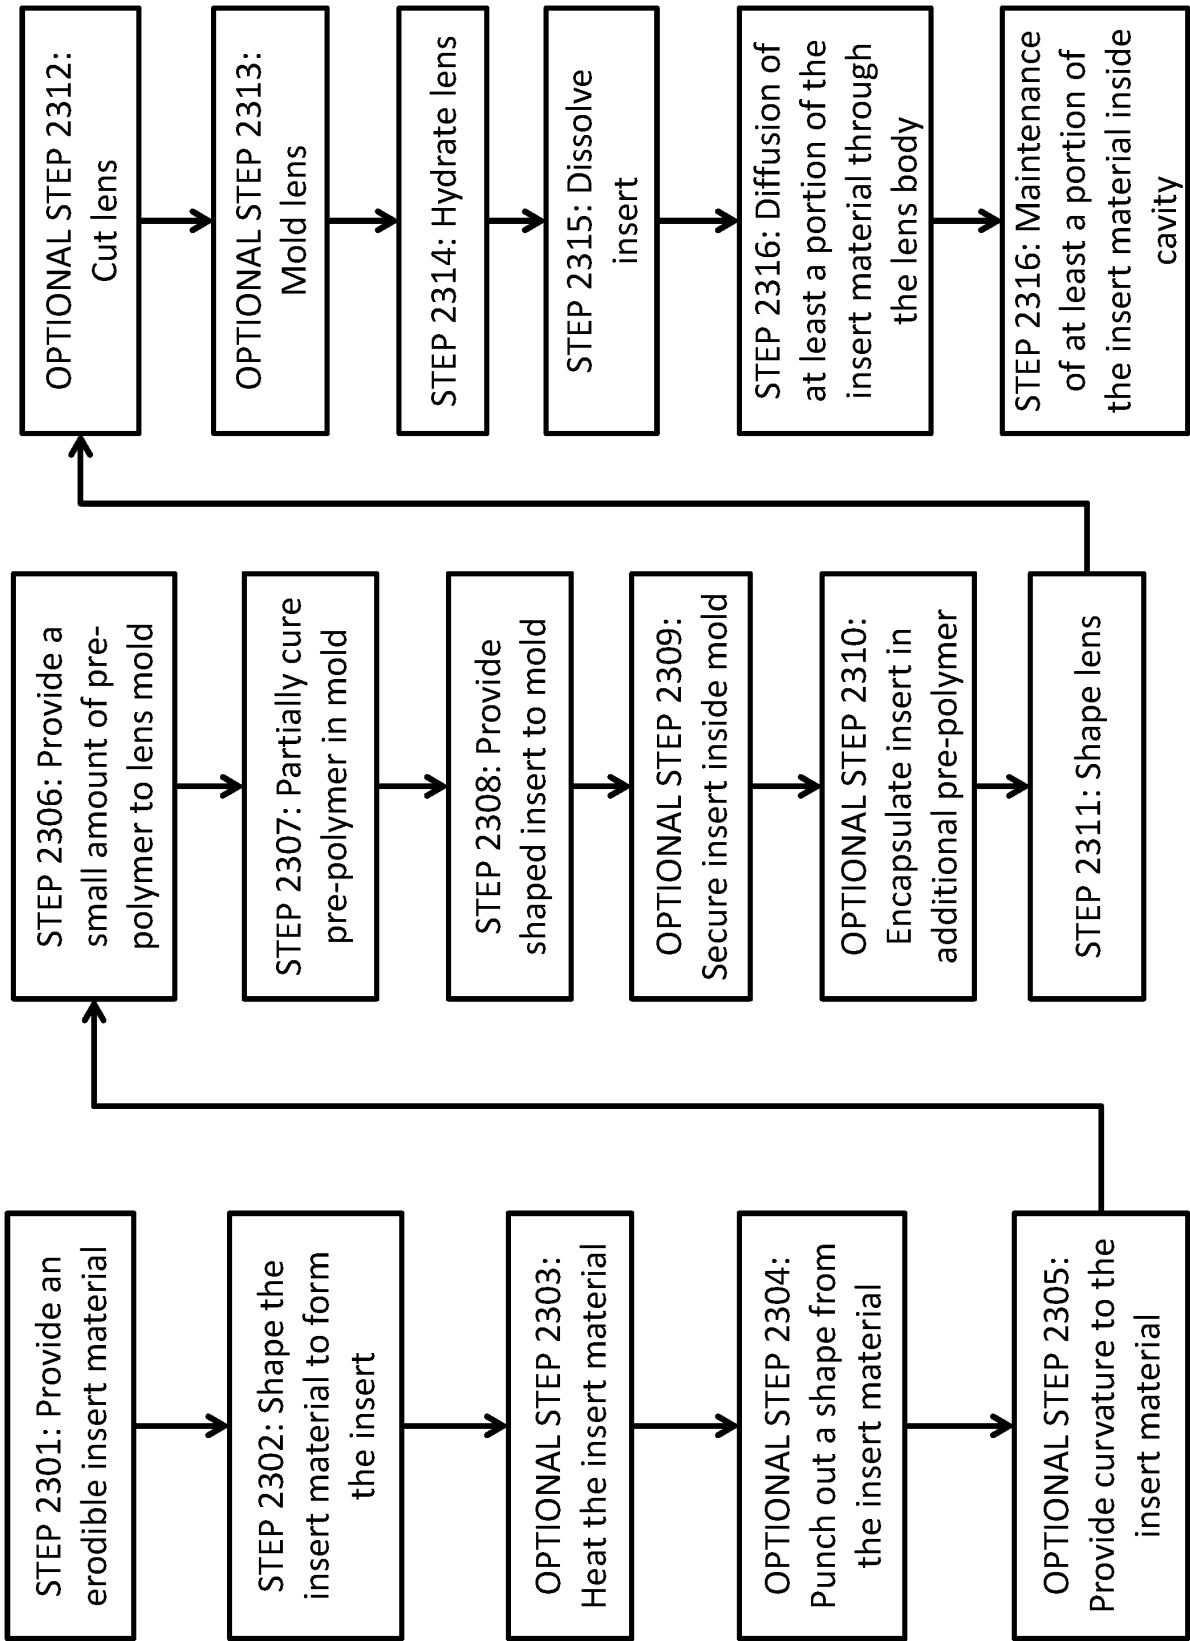 STEP 2301: Provide an
erodible insert material
STEP 2302: Shape the
insert material to form
the insert
OPTIONAL STEP 2303:
Heat the insert material
OPTIONAL STEP 2304:
Punch out a shape from
the insert material
OPTIONAL STEP 2305:
Provide curvature to the
insert material
STEP 2306: Provide a
small amount of pre-
polymer to lens mold
STEP 2307: Partially cure
pre-polymer in mold
STEP 2308: Provide
shaped insert to mold
OPTIONAL STEP 2309:
Secure insert inside mold
OPTIONAL STEP 2310:
Encapsulate insert in
additional pre-polymer
STEP 2311: Shape lens
OPTIONAL STEP 2312:
Cut lens
OPTIONAL STEP 2313:
Mold lens
STEP 2314: Hydrate lens
STEP 2315: Dissolve
insert
STEP 2316: Diffusion of
at least a portion of the
insert material through
the lens body
STEP 2316: Maintenance
of at least a portion of
the insert material inside
cavity